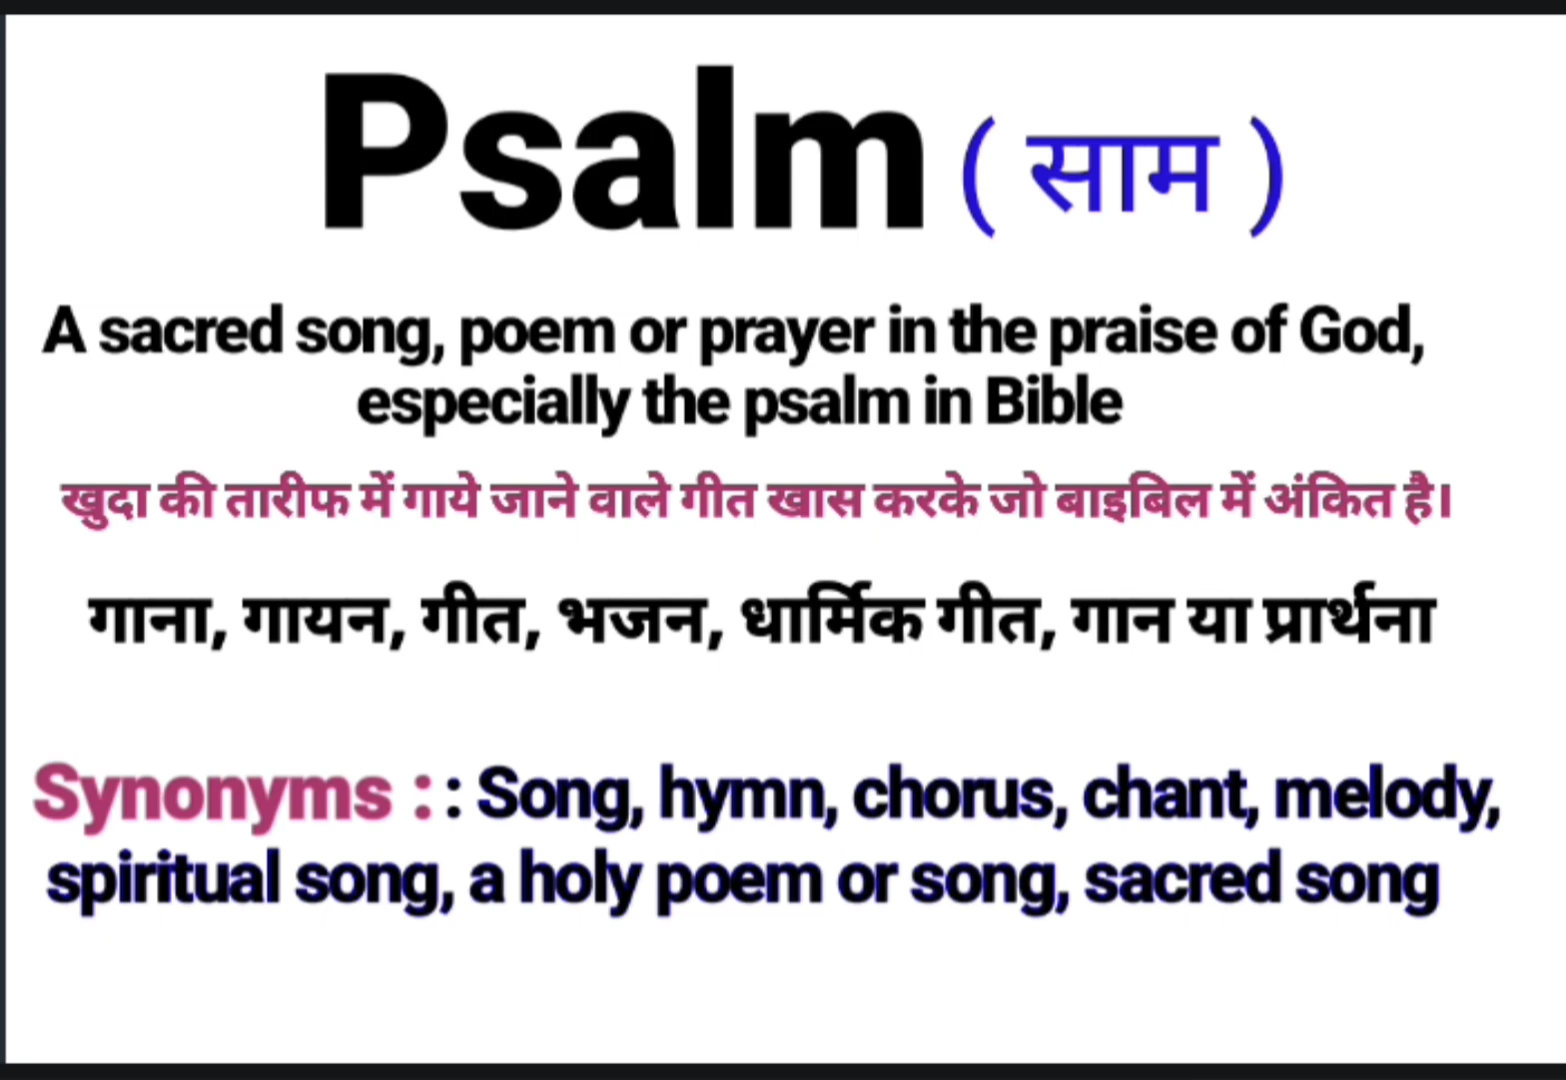 Psalm ( साम )
A sacred song, poem or prayer in the praise of God,
especially the psalm in Bible
खुदा की तारीफ में गाये जाने वाले गीत खास करके जो बाइबिल में अंकित है।
गाना, गायन, गीत, भजन, धार्मिक गीत, गान या प्रार्थना
Synonyms : : Song, hymn, chorus, chant, melody,
spiritual song, a holy poem or song, sacred song